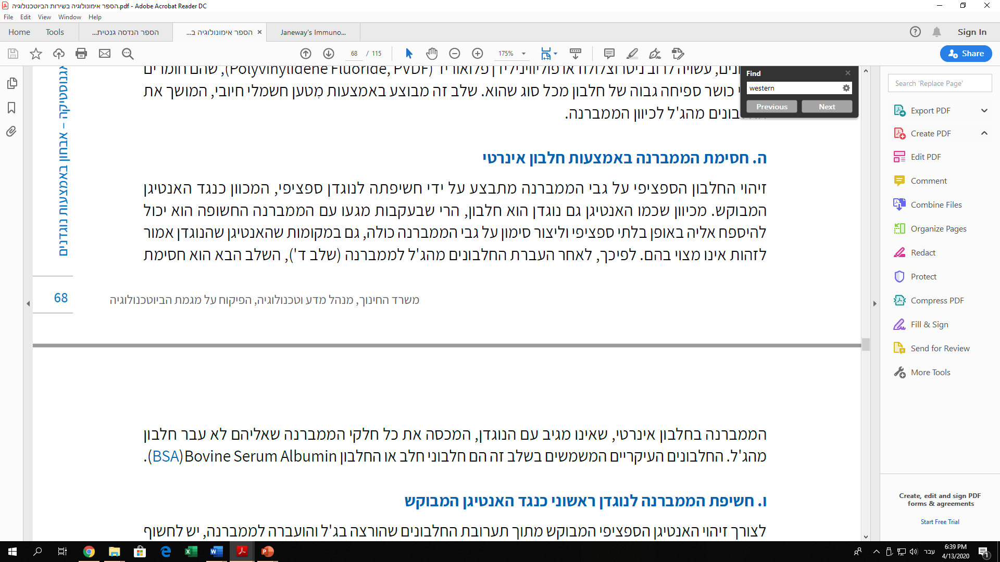 הספר אימונולוגיה בשירות הביוטכנולוגיה.pdf - Adobe Acrobat Reader DC
File Edit View Window Help
Home Tools הספר הנדסה גנטית... הספר אימונולוגיה ב... Janeway's Immuno... Sign In
68 / 115 175% Share
אגנוסטיקה – אבחון באמצעות נוגדנים
עשויה לרוב ניטרוצלולוז או פוליווינילידן פלואוריד (Polyvinylidene Fluoride, PVDF), שהם חומרים
כושר ספיחה גבוה של חלבון מכל סוג שהוא. שלב זה מבוצע באמצעות מִטען חשמלי חיובי, המושך את
מהג'ל לכיוון הממברנה.
Find
western
Previous Next
ה. חסימת הממברנה באמצעות חלבון אינרטי
זיהוי החלבון הספציפי על גבי הממברנה מתבצע על ידי חשיפתה לנוגדן ספציפי, המכוון כנגד האנטיגן
המבוקש. מכיוון שכמו האנטיגן גם נוגדן הוא חלבון, הרי שבעקבות מגעו עם הממברנה החשופה הוא יכול
להיספח אליה באופן בלתי ספציפי וליצור סימון על גבי הממברנה כולה, גם במקומות שהאנטיגן שהנוגדן אמור
לזהות אינו מצוי בהם. לפיכך, לאחר העברת החלבונים מהג'ל לממברנה (שלב ד'), השלב הבא הוא חסימת
משרד החינוך, מנהל מדע וטכנולוגיה, הפיקוח על מגמת הביוטכנולוגיה
68
הממברנה בחלבון אינרטי, שאינו מגיב עם הנוגדן, המכסה את כל חלקי הממברנה שאליהם לא עבר חלבון
מהג'ל. החלבונים העיקריים המשמשים בשלב זה הם חלבוני חלב או החלבון Bovine Serum Albumin (BSA).
ו. חשיפת הממברנה לנוגדן ראשוני כנגד האנטיגן המבוקש
לצורך זיהוי האנטיגן הספציפי המבוקש מתוך תערובת החלבונים שהורצה בג'ל והועברה לממברנה, יש לחשוף
Search 'Replace Page'
Export PDF
Create PDF
Edit PDF
Comment
Combine Files
Organize Pages
Redact
Protect
Compress PDF
Fill & Sign
Send for Review
More Tools
Create, edit and sign PDF
forms & agreements
Start Free Trial
עבר
6:39 PM
4/13/2020
1